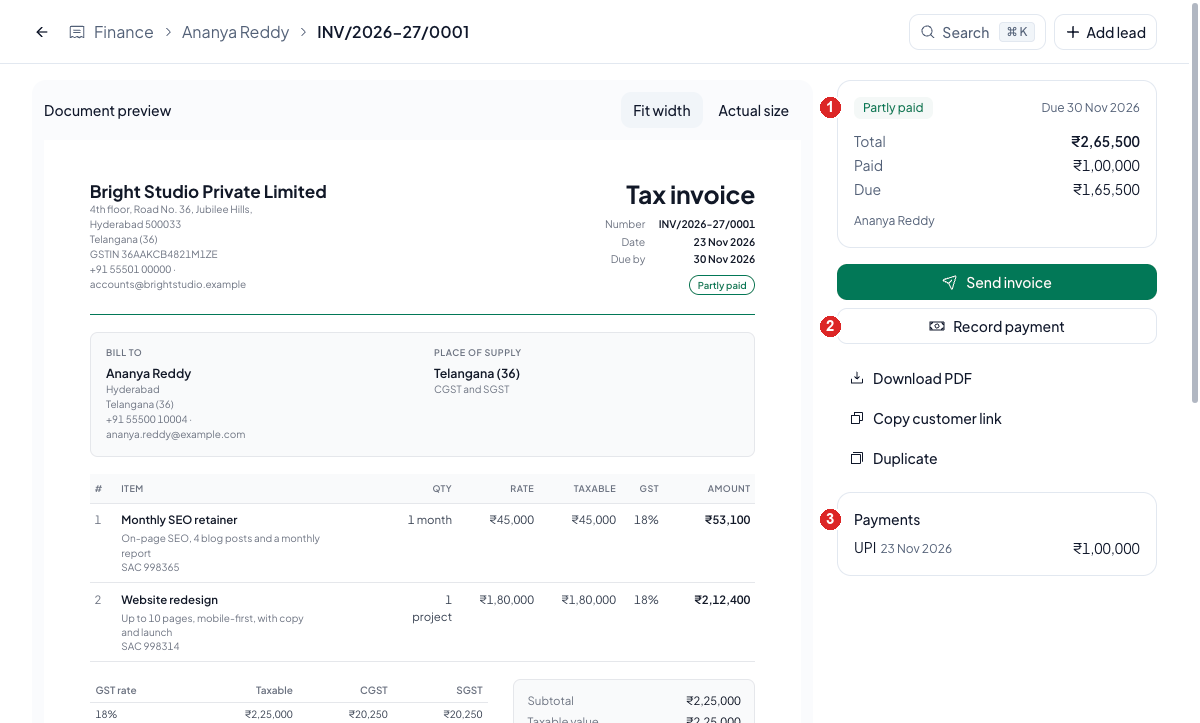 Finance > Ananya Reddy > INV/2026-27/0001
Search ⌘ K
Add lead
Document preview
Fit width
Actual size
Bright Studio Private Limited
4th floor, Road No. 36, Jubilee Hills,
Hyderabad 500033
Telangana (36)
GSTIN 36AAKCB4821M1ZE
+91 55501 00000 ·
accounts@brightstudio.example
Tax invoice
Number INV/2026-27/0001
Date 23 Nov 2026
Due by 30 Nov 2026
Partly paid
BILL TO
Ananya Reddy
Hyderabad
Telangana (36)
+91 55500 10004 ·
ananya.reddy@example.com
PLACE OF SUPPLY
Telangana (36)
CGST and SGST
# ITEM QTY RATE TAXABLE GST AMOUNT
1 Monthly SEO retainer 1 month ₹45,000 ₹45,000 18% ₹53,100
On-page SEO, 4 blog posts and a monthly
report
SAC 998365
2 Website redesign 1 ₹1,80,000 ₹1,80,000 18% ₹2,12,400
project
Up to 10 pages, mobile-first, with copy
and launch
SAC 998314
GST rate Taxable CGST SGST
18% ₹2,25,000 ₹20,250 ₹20,250
Subtotal ₹2,25,000
Taxable value ₹2,25,000
1
Partly paid Due 30 Nov 2026
Total ₹2,65,500
Paid ₹1,00,000
Due ₹1,65,500
Ananya Reddy
Send invoice
2
Record payment
Download PDF
Copy customer link
Duplicate
3
Payments
UPI 23 Nov 2026 ₹1,00,000